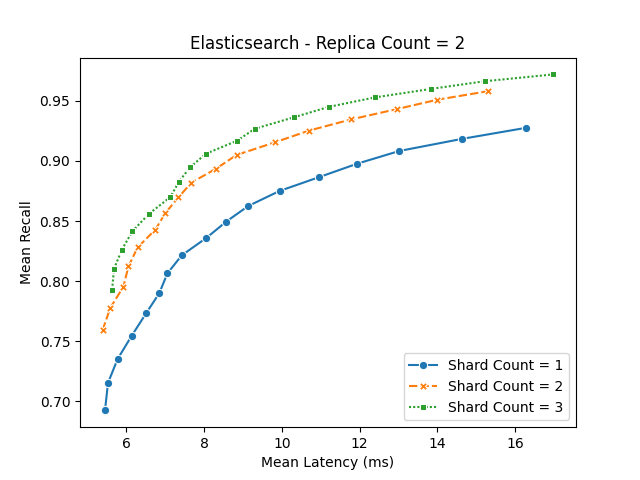 Elasticsearch - Replica Count = 2
Mean Recall
0.95
0.90
0.85
0.80
0.75
0.70
6 8 10 12 14 16
Mean Latency (ms)
Shard Count = 1
Shard Count = 2
Shard Count = 3